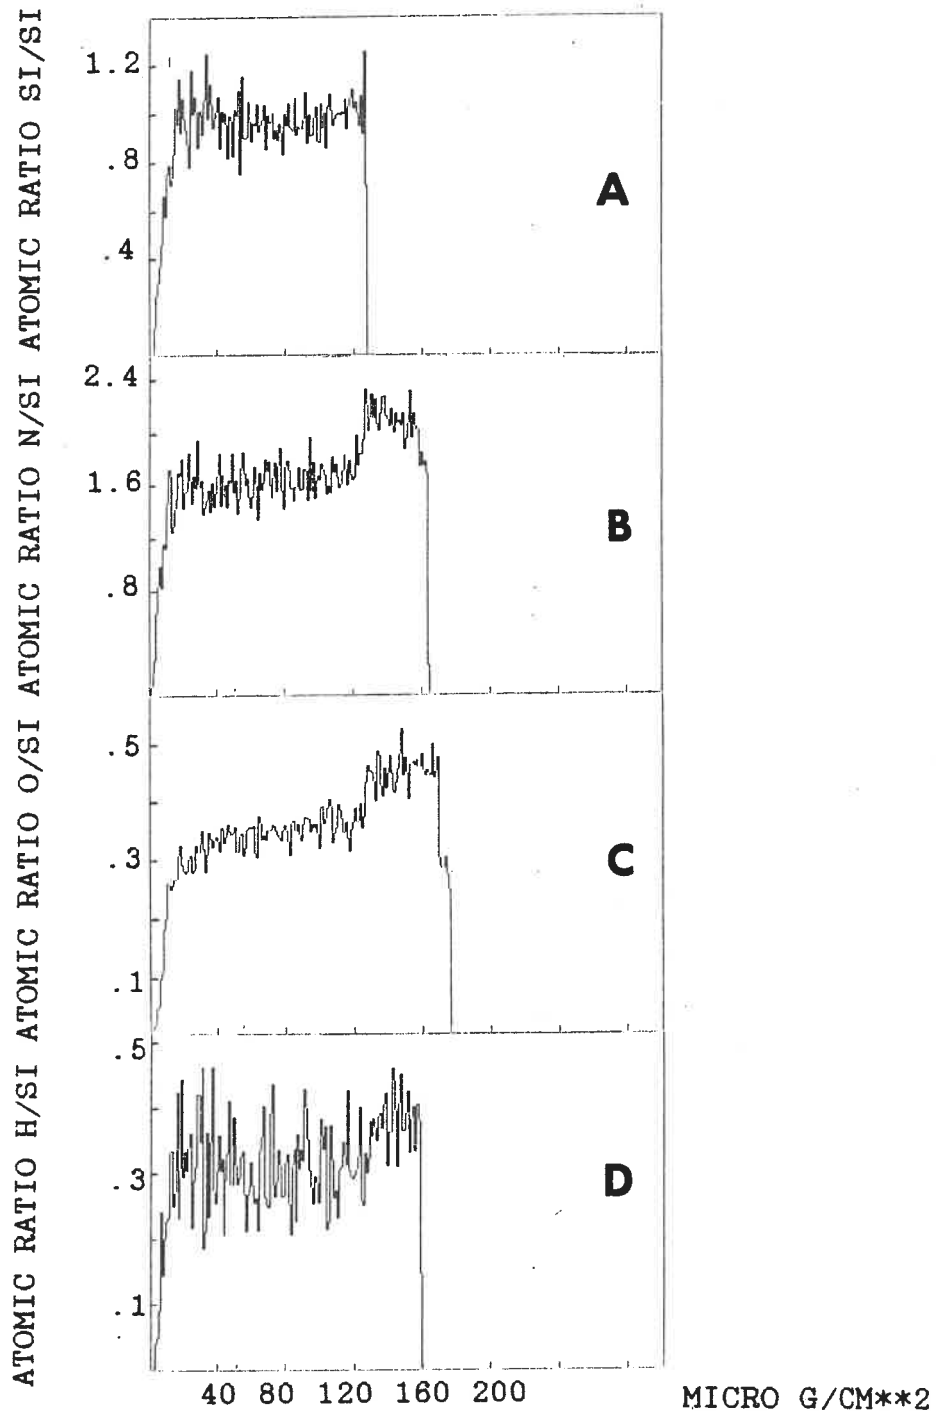 ATOMIC RATIO H/SI ATOMIC RATIO O/SI ATOMIC RATIO N/SI ATOMIC RATIO SI/SI
1.2
.8
.4
A
2.4
1.6
.8
B
.5
.3
.1
C
.5
.3
.1
D
40 80 120 160 200
MICRO G/CM**2